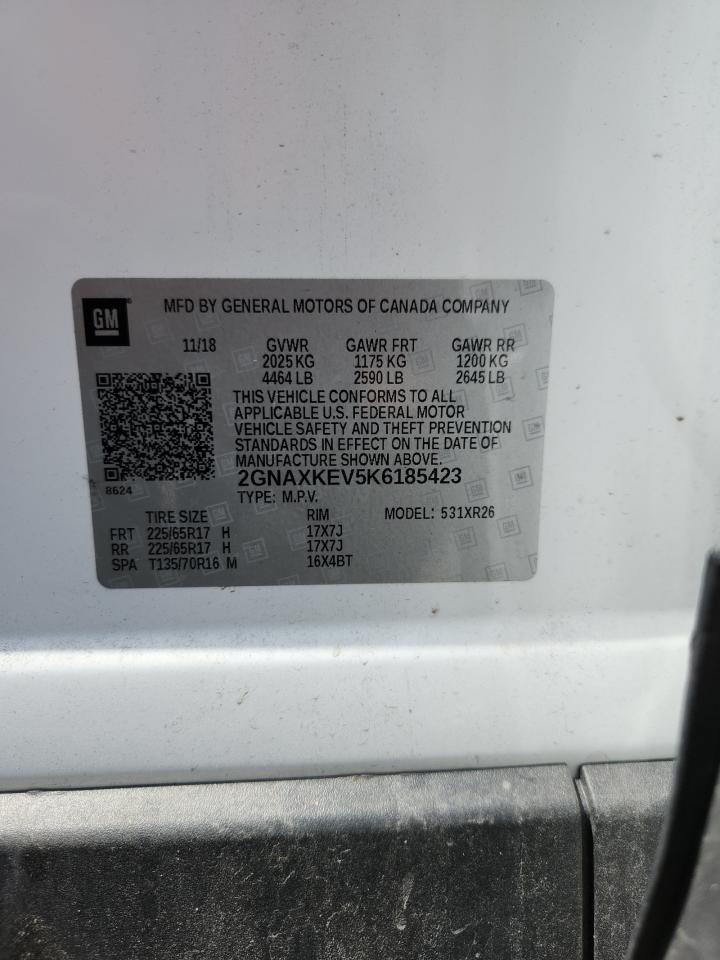 GM
MFD BY GENERAL MOTORS OF CANADA COMPANY
11/18 GVWR GAWR FRT GAWR RR
2025 KG 1175 KG 1200 KG
4464 LB 2590 LB 2645 LB
THIS VEHICLE CONFORMS TO ALL
APPLICABLE U.S. FEDERAL MOTOR
VEHICLE SAFETY AND THEFT PREVENTION
STANDARDS IN EFFECT ON THE DATE OF
MANUFACTURE SHOWN ABOVE.
8624
2GNAXKEV5K6185423
TYPE: M.P.V.
TIRE SIZE RIM MODEL: 531XR26
FRT 225/65R17 H 17X7J
RR 225/65R17 H 17X7J
SPA T135/70R16 M 16X4BT